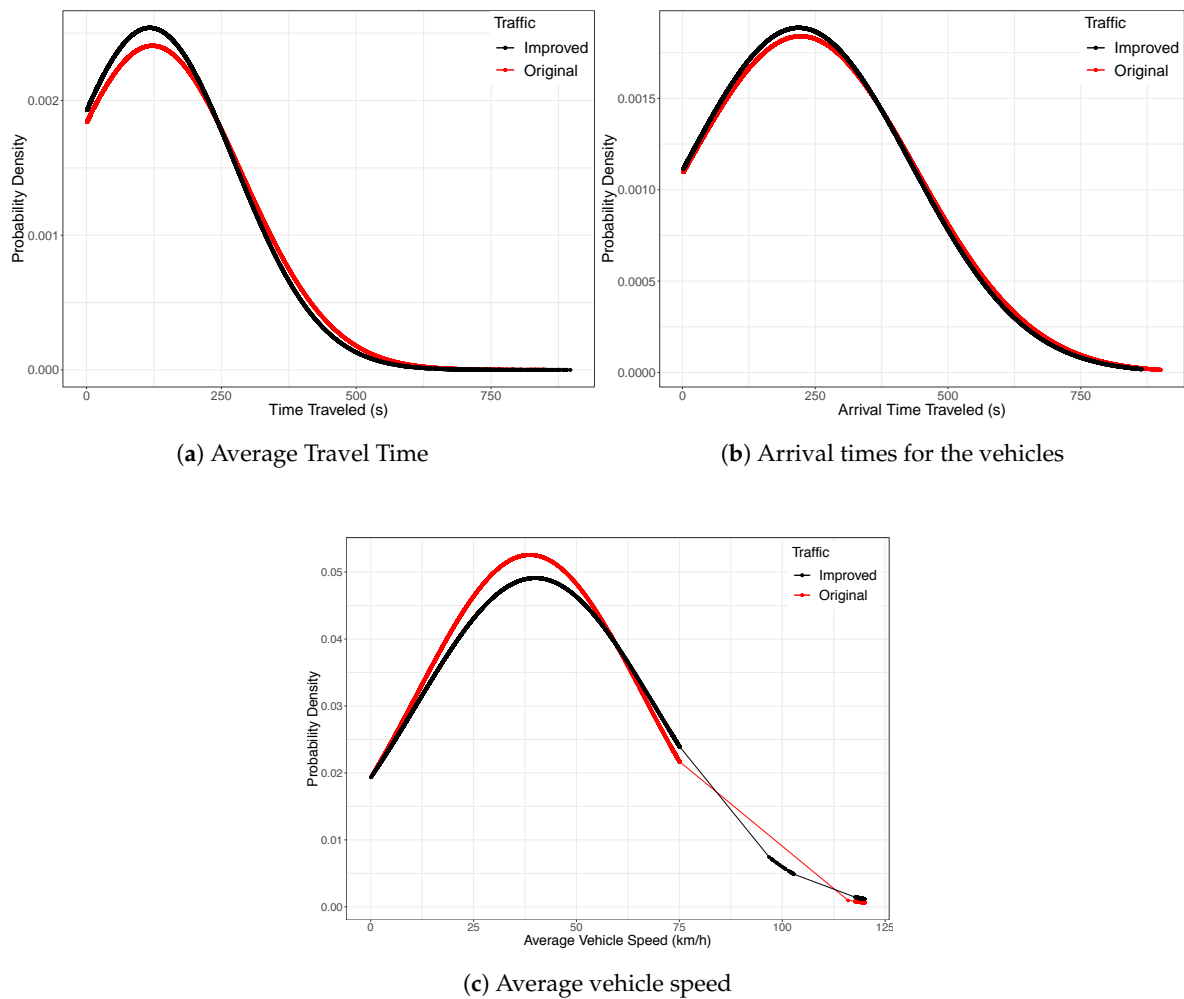 Traffic
Improved
Original
0.002
0.001
0.000
Probability Density
0
250
500
750
Time Traveled (s)
(a) Average Travel Time
Traffic
Improved
Original
0.0015
0.0010
0.0005
0.0000
Probability Density
0
250
500
750
Arrival Time Traveled (s)
(b) Arrival times for the vehicles
Traffic
Improved
Original
0.05
0.04
0.03
0.02
0.01
0.00
Probability Density
0
25
50
75
100
125
Average Vehicle Speed (km/h)
(c) Average vehicle speed